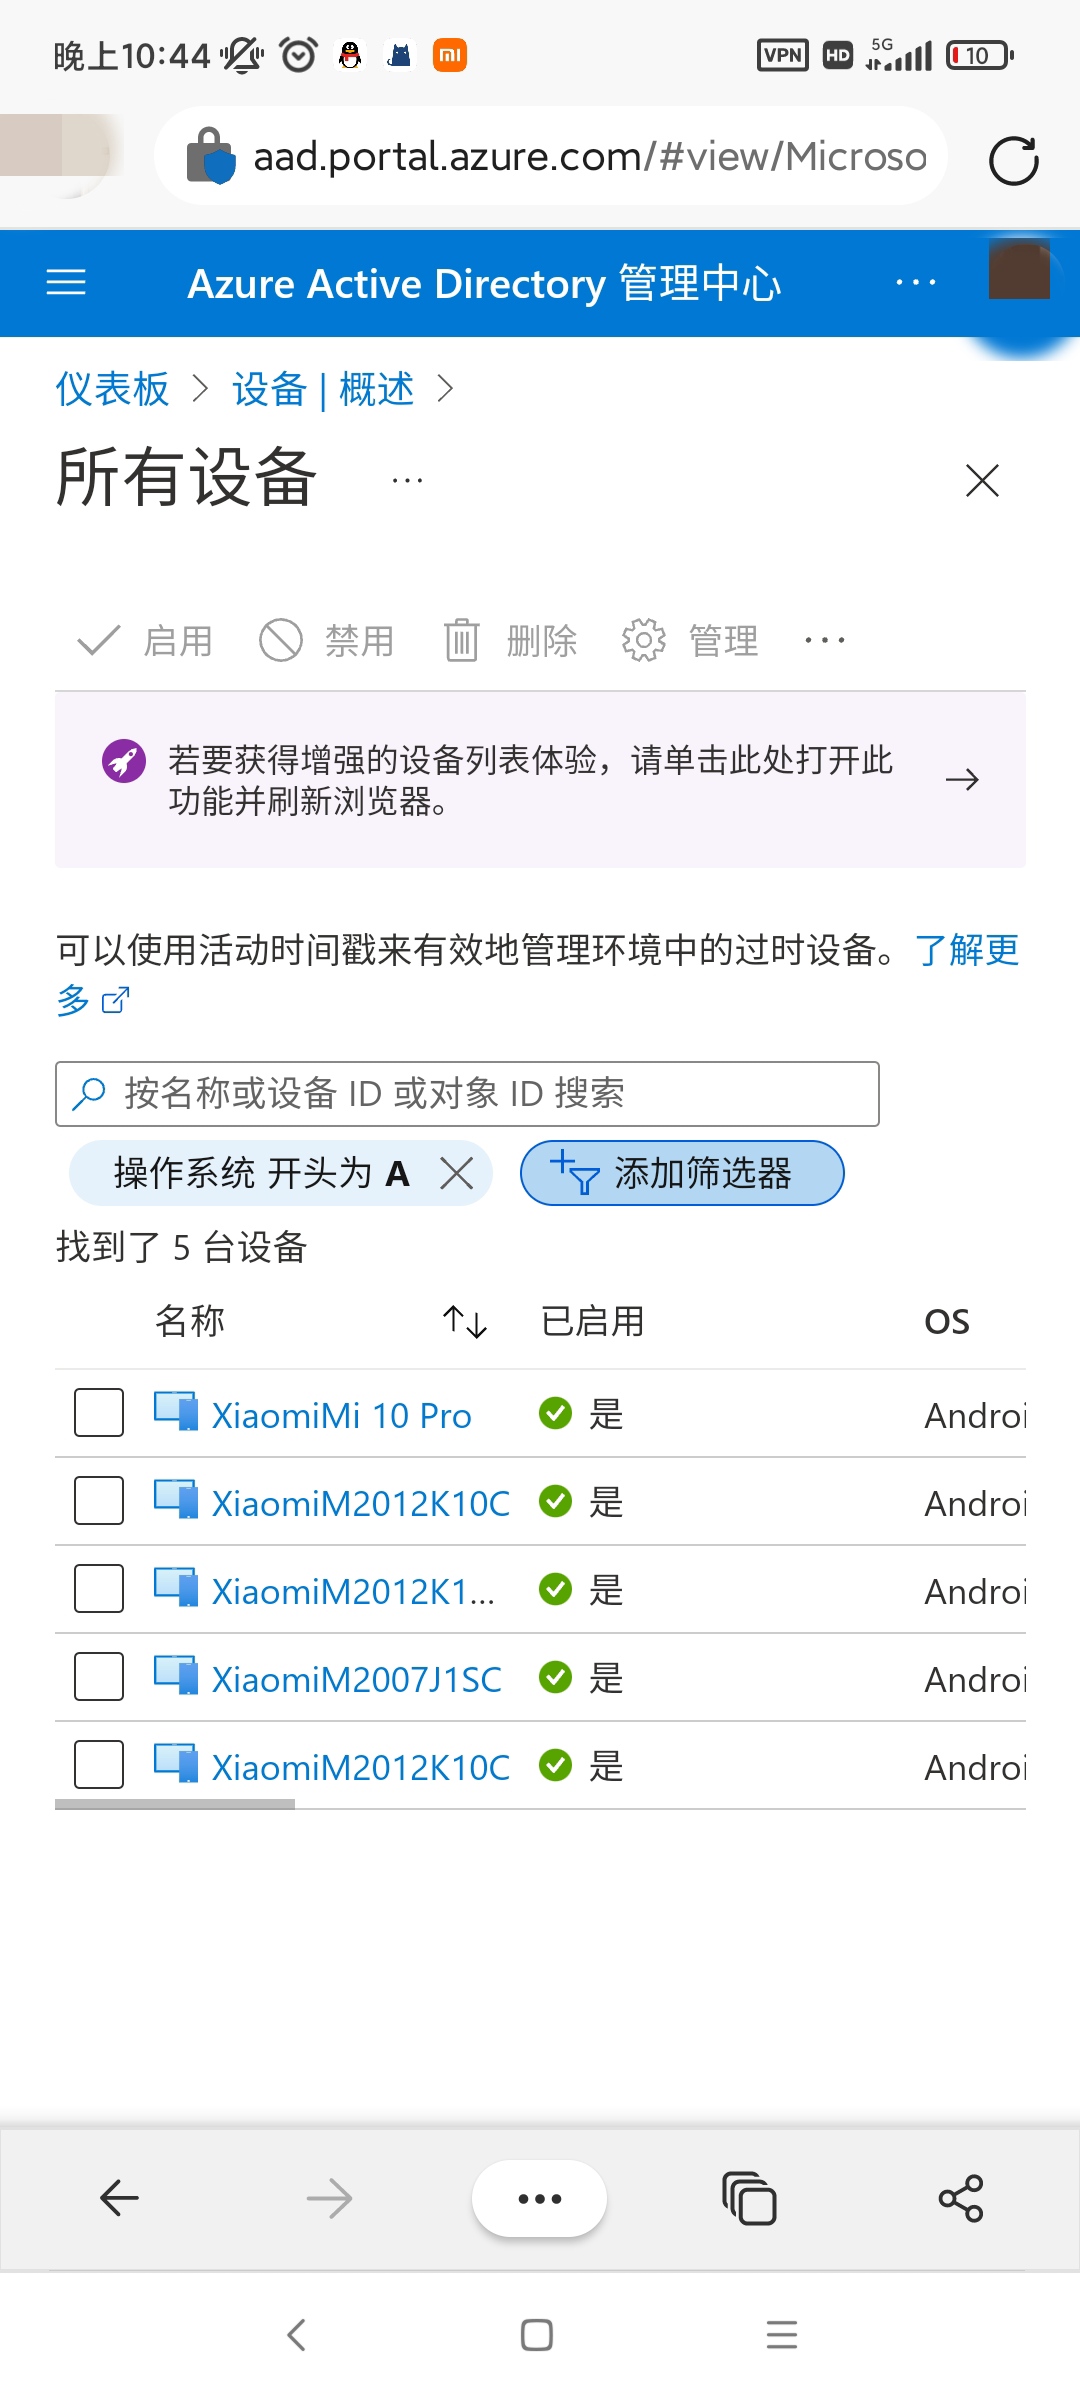 晚上10:44
VPN HD 5G 10
aad.portal.azure.com/#view/Microso
Azure Active Directory 管理中心
仪表板 > 设备 | 概述 >
所有设备 ...
启用 禁用 删除 管理 ...
若要获得增强的设备列表体验，请单击此处打开此
功能并刷新浏览器。
可以使用活动时间戳来有效地管理环境中的过时设备。了解更
多
按名称或设备 ID 或对象 ID 搜索
操作系统 开头为 A 添加筛选器
找到了 5 台设备
名称 已启用 OS
XiaomiMi 10 Pro 是 Androi
XiaomiM2012K10C 是 Androi
XiaomiM2012K1... 是 Androi
XiaomiM2007J1SC 是 Androi
XiaomiM2012K10C 是 Androi